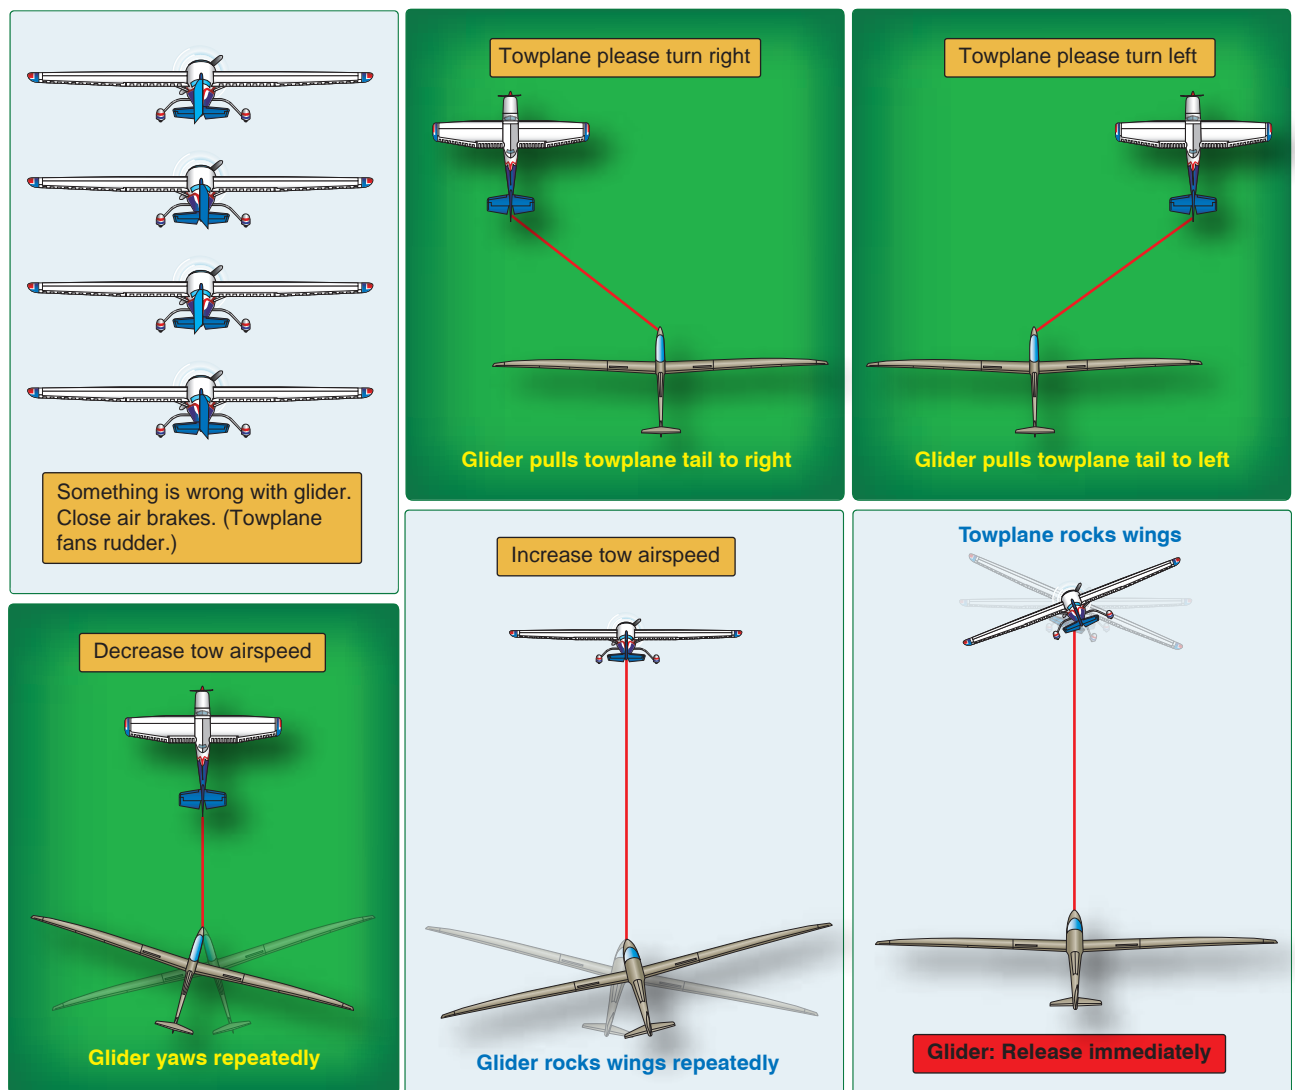 Something is wrong with glider.
Close air brakes. (Towplane
fans rudder.)
Towplane please turn right
Glider pulls towplane tail to right
Towplane please turn left
Glider pulls towplane tail to left
Decrease tow airspeed
Glider yaws repeatedly
Increase tow airspeed
Glider rocks wings repeatedly
Towplane rocks wings
Glider: Release immediately